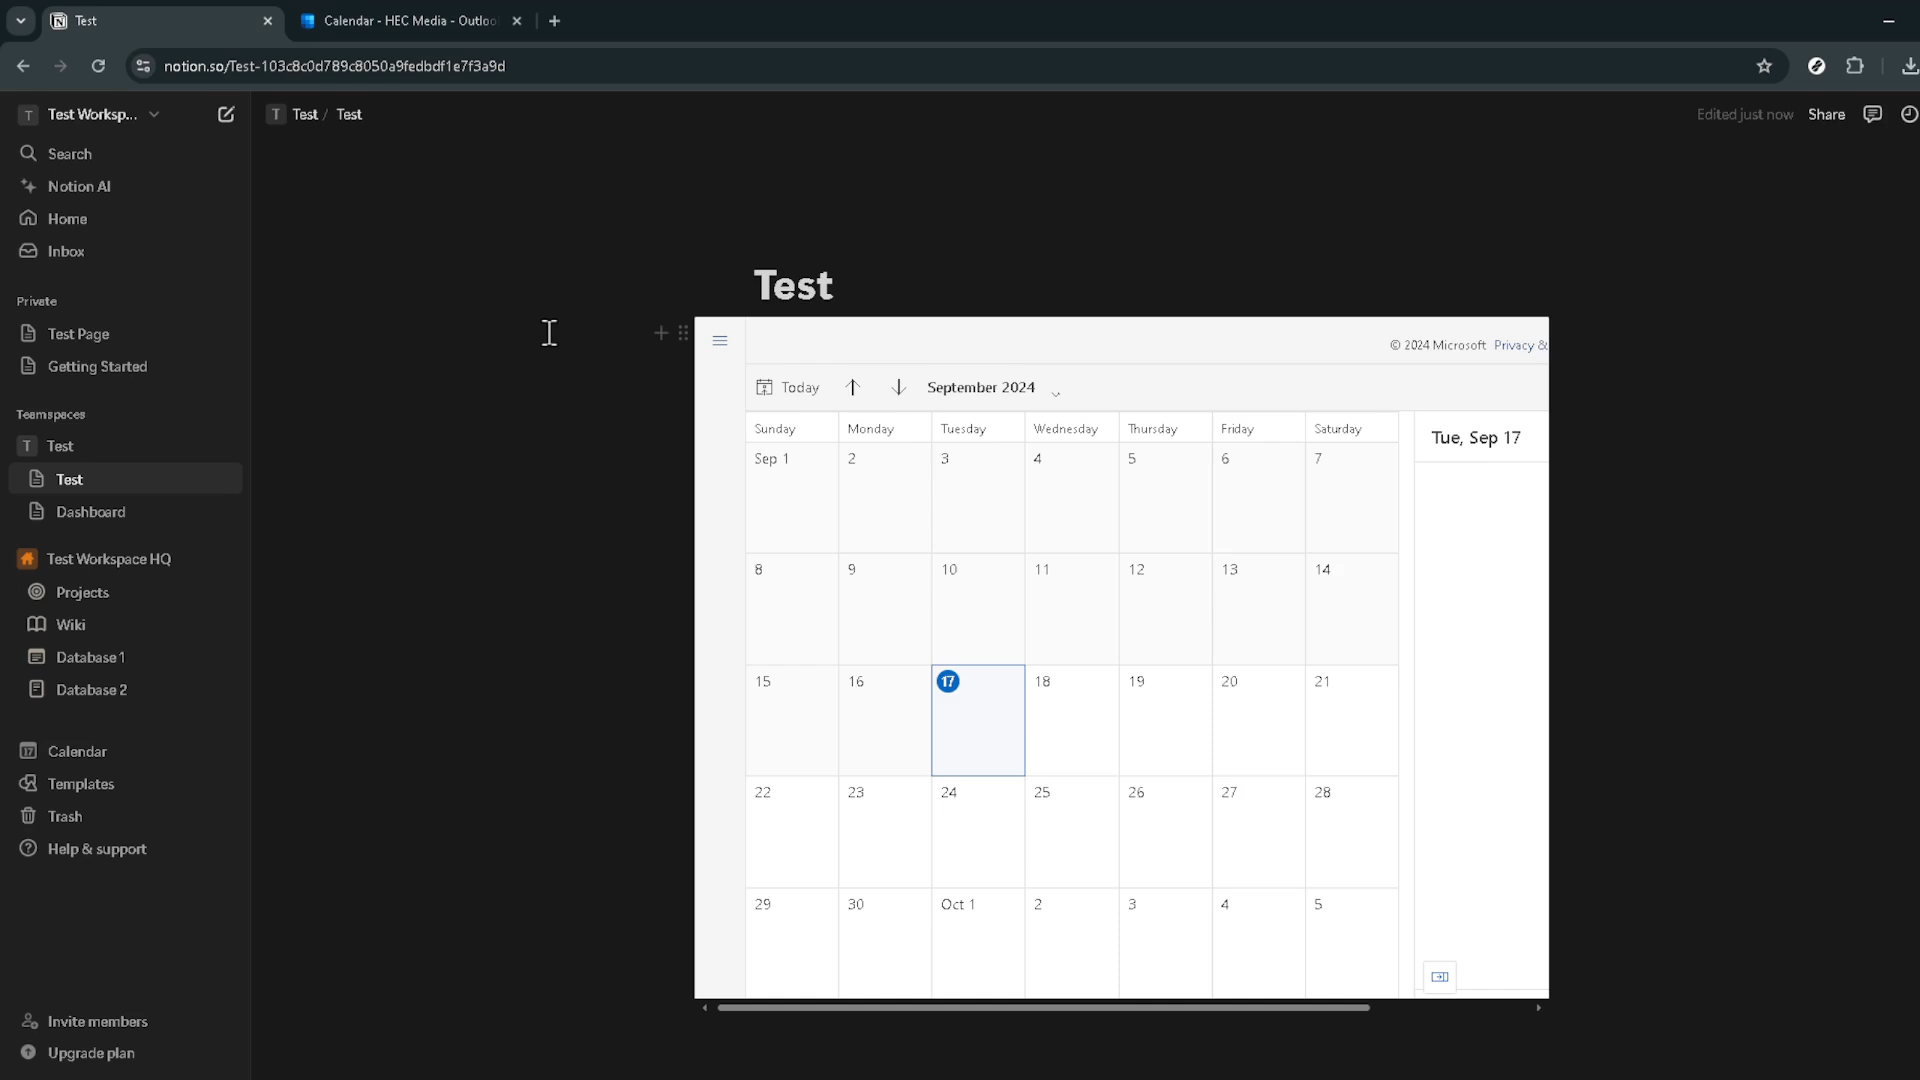 Test
Calendar - HEC Media - Outlo
notion.so/Test-103c8c0d789c8050a9fedbdf1e7f3a9d
T Test Worksp...
T Test / Test
Edited just now Share
Search
Notion AI
Home
Inbox
Private
Test Page
Getting Started
Teamspaces
T Test
Test
Dashboard
Test Workspace HQ
Projects
Wiki
Database 1
Database 2
Calendar
Templates
Trash
Help & support
Invite members
Upgrade plan
Test
© 2024 Microsoft Privacy &
Today September 2024
Sunday Monday Tuesday Wednesday Thursday Friday Saturday
Tue, Sep 17
Sep 1 2 3 4 5 6 7
8 9 10 11 12 13 14
15 16 17 18 19 20 21
22 23 24 25 26 27 28
29 30 Oct 1 2 3 4 5